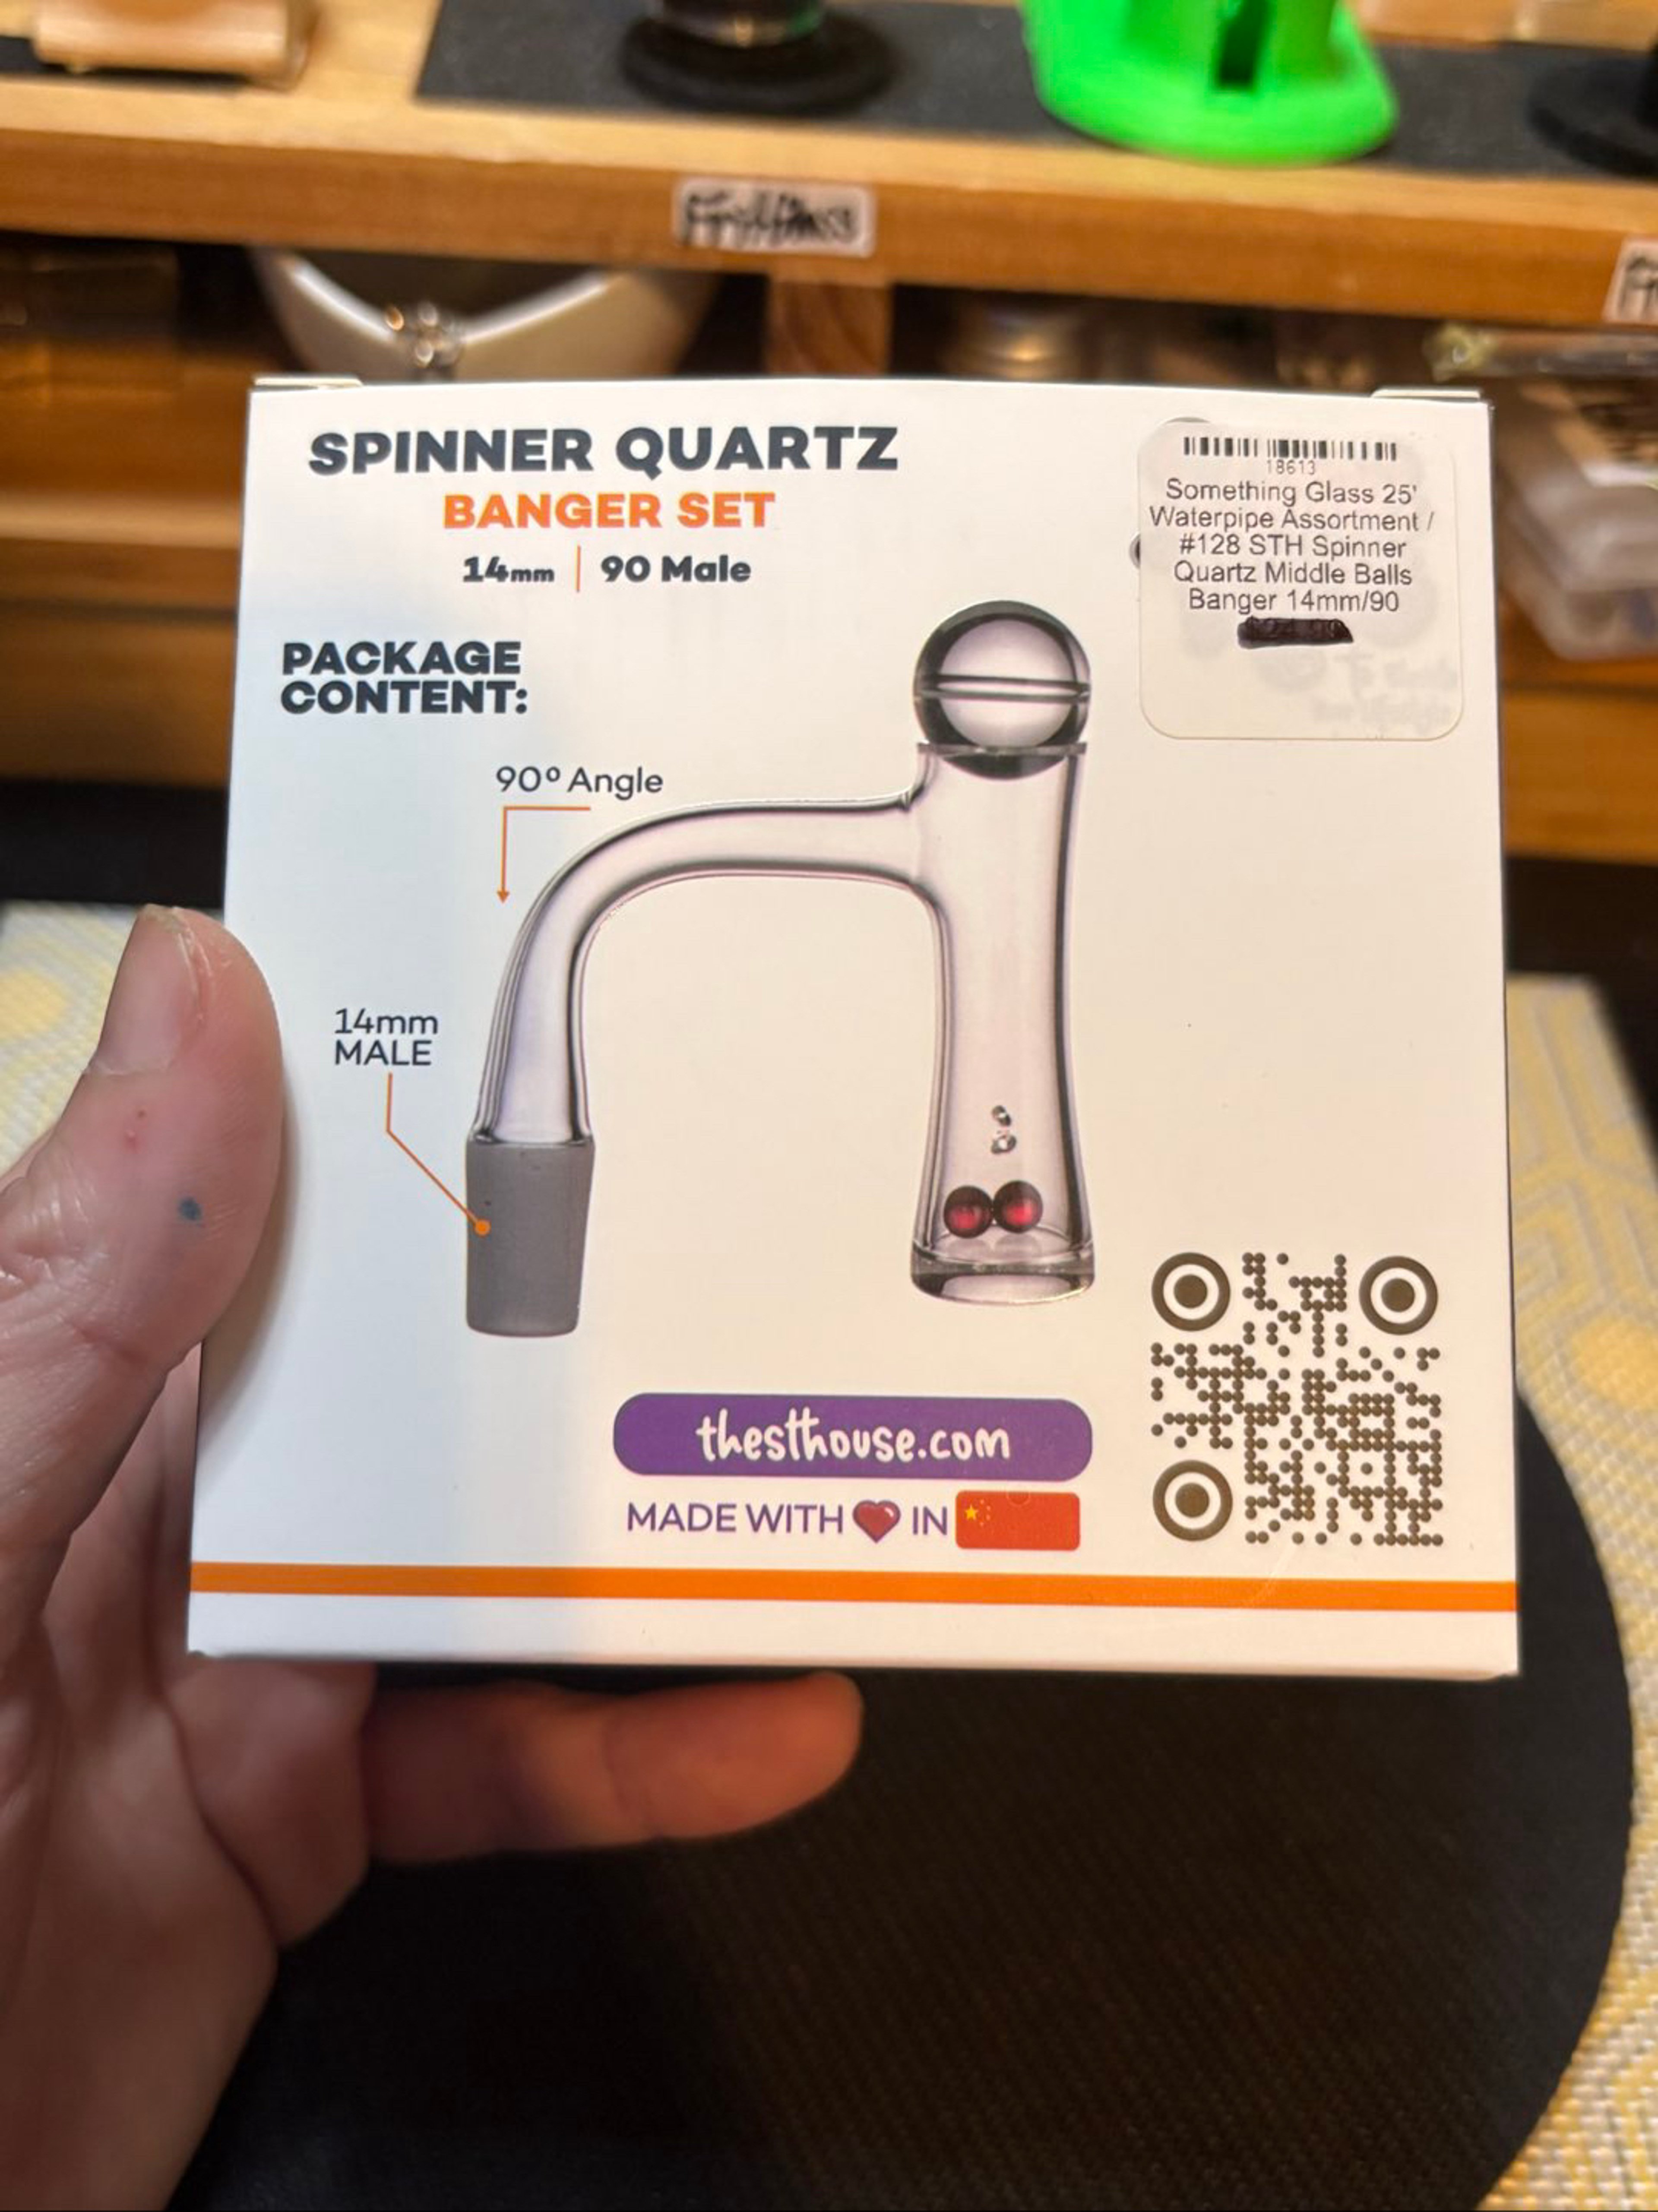 SPINNER QUARTZ
BANGER SET
14mm | 90 Male
18613
Something Glass 25'
Waterpipe Assortment /
#128 STH Spinner
Quartz Middle Balls
Banger 14mm/90
PACKAGE
CONTENT:
90º Angle
14mm
MALE
thesthouse.com
MADE WITH ❤ IN